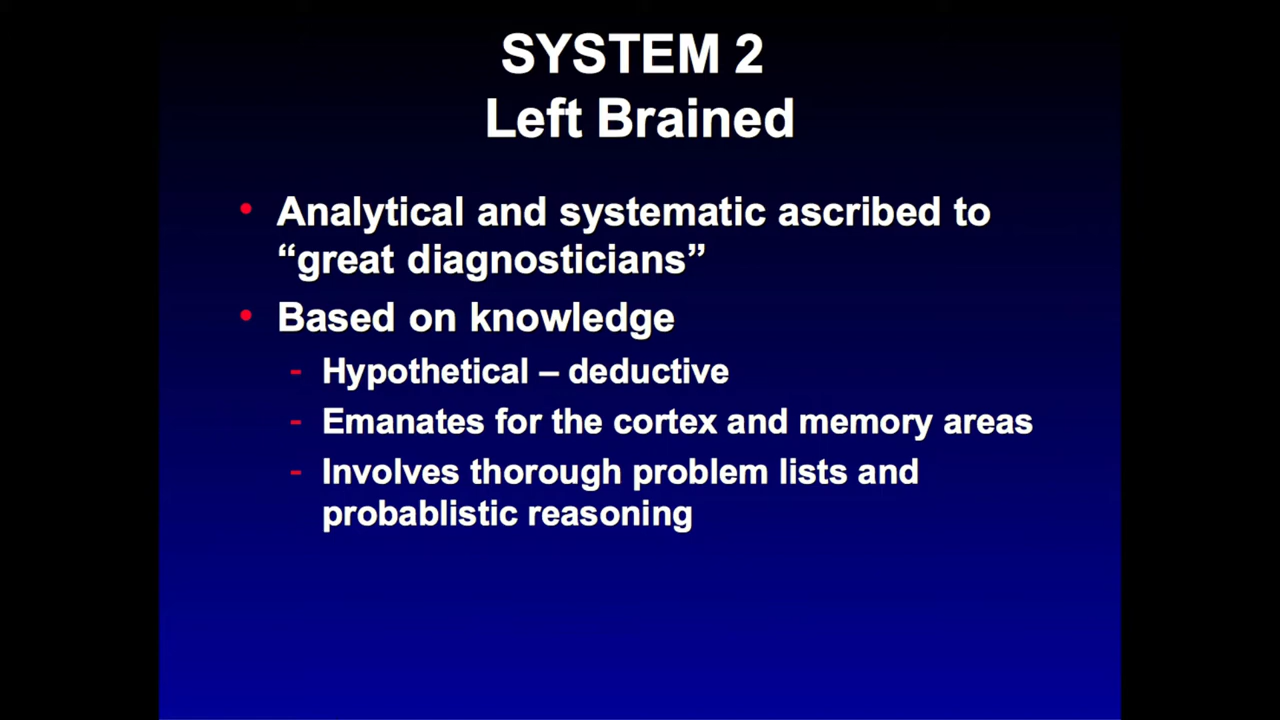 SYSTEM 2
Left Brained
• Analytical and systematic ascribed to
“great diagnosticians”
• Based on knowledge
- Hypothetical – deductive
- Emanates for the cortex and memory areas
- Involves thorough problem lists and
probablistic reasoning